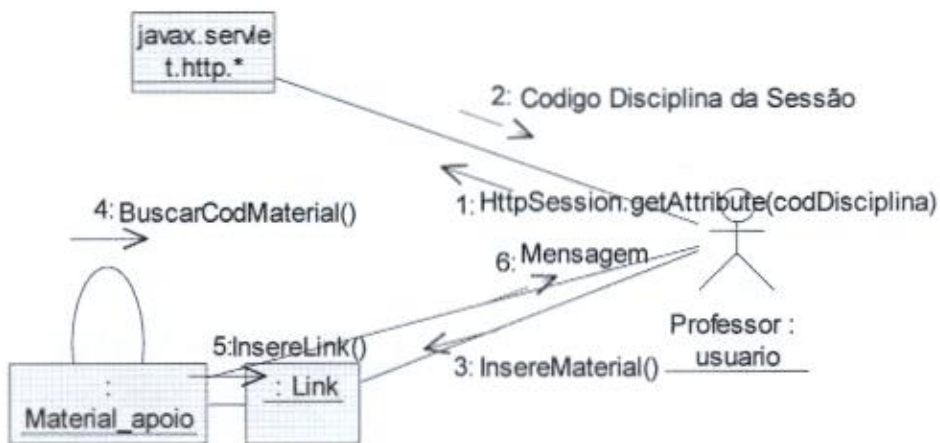 javax.servle
t.http.*
2: Codigo Disciplina da Sessão
4: BuscarCodMaterial()
1: HttpSession.getAttribute(codDisciplina)
6: Mensagem
Professor :
usuario
5:InsereLink()
3: InsereMaterial()
:
Material_apoio
: Link